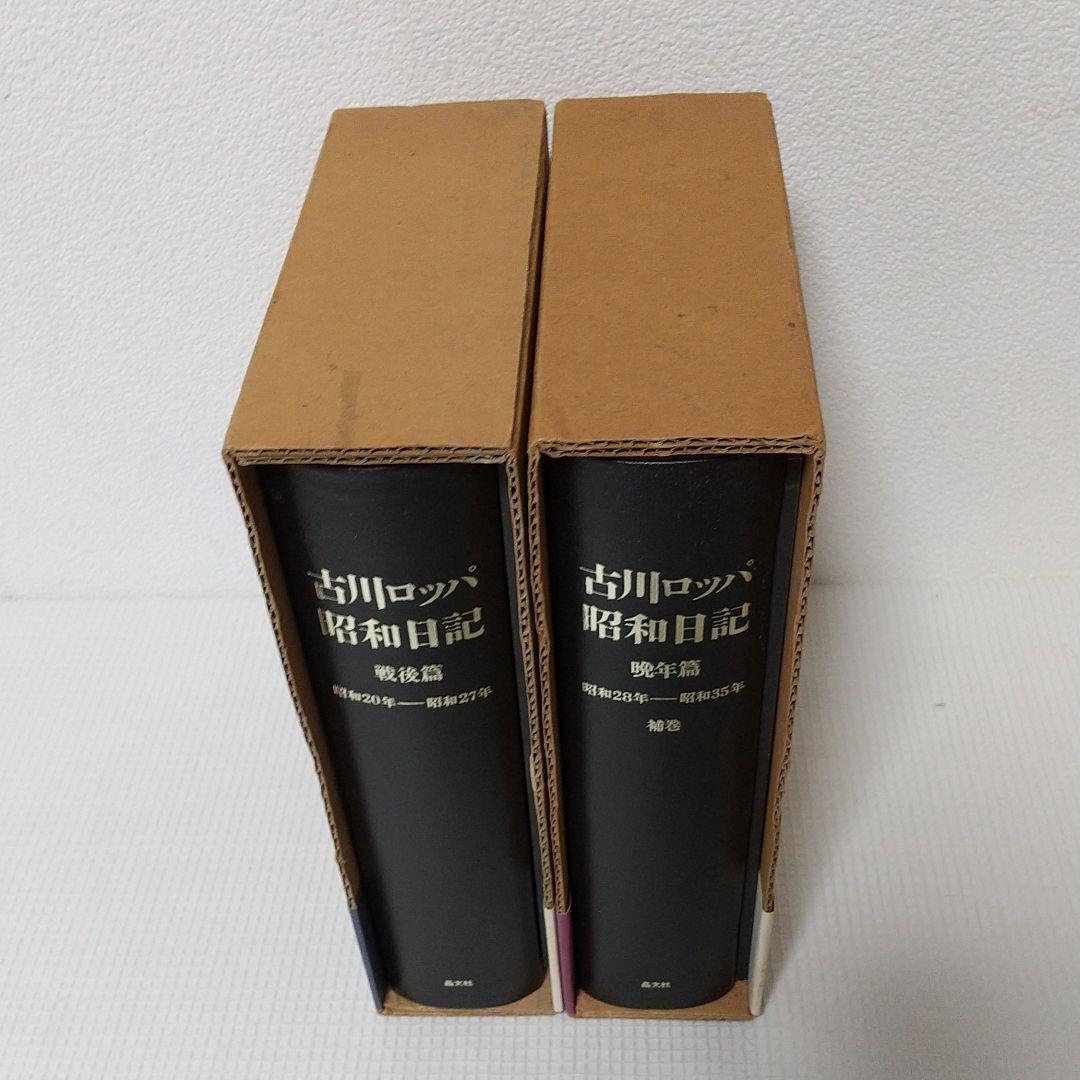 古川ロッパ
昭和日記
戦後篇
昭和20年――昭和27年
晶文社
古川ロッパ
昭和日記
晩年篇
昭和28年――昭和35年
補巻
晶文社